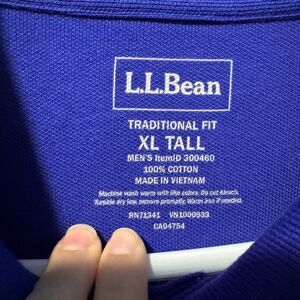 L.L.Bean
TRADITIONAL FIT
XL TALL
MEN'S ItemID 300460
100% COTTON
MADE IN VIETNAM
Machine wash warm with like colors. Do not bleach.
Tumble dry low, remove promptly. Warm iron if needed.
RN71341 VN1000933
CA04754